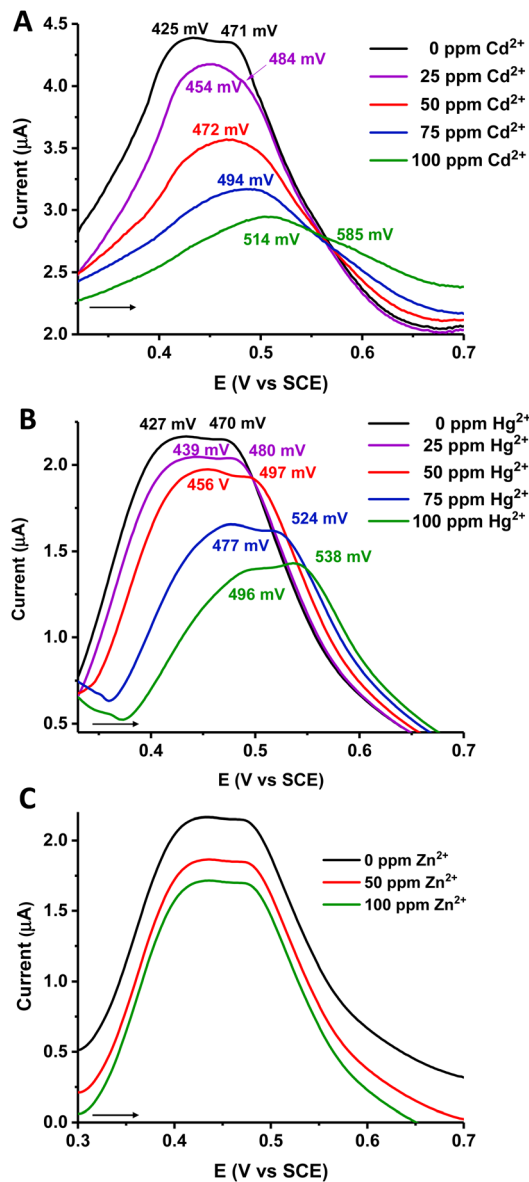 A
425 mV 471 mV
484 mV
454 mV
472 mV
494 mV
514 mV
585 mV
0 ppm Cd2+
25 ppm Cd2+
50 ppm Cd2+
75 ppm Cd2+
100 ppm Cd2+
4.5
4.0
3.5
3.0
2.5
2.0
Current (µA)
0.4 0.5 0.6 0.7
E (V vs SCE)
B
427 mV 470 mV
439 mV 480 mV
456 V 497 mV
524 mV
477 mV
538 mV
496 mV
0 ppm Hg2+
25 ppm Hg2+
50 ppm Hg2+
75 ppm Hg2+
100 ppm Hg2+
2.0
1.5
1.0
0.5
Current (µA)
0.4 0.5 0.6 0.7
E (V vs SCE)
C
0 ppm Zn2+
50 ppm Zn2+
100 ppm Zn2+
2.0
1.5
1.0
0.5
0.0
Current (µA)
0.3 0.4 0.5 0.6 0.7
E (V vs SCE)